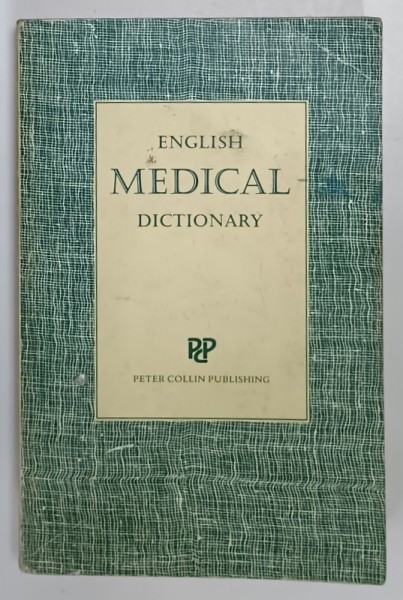 ENGLISH
MEDICAL
DICTIONARY
PCP
PETER COLLIN PUBLISHING